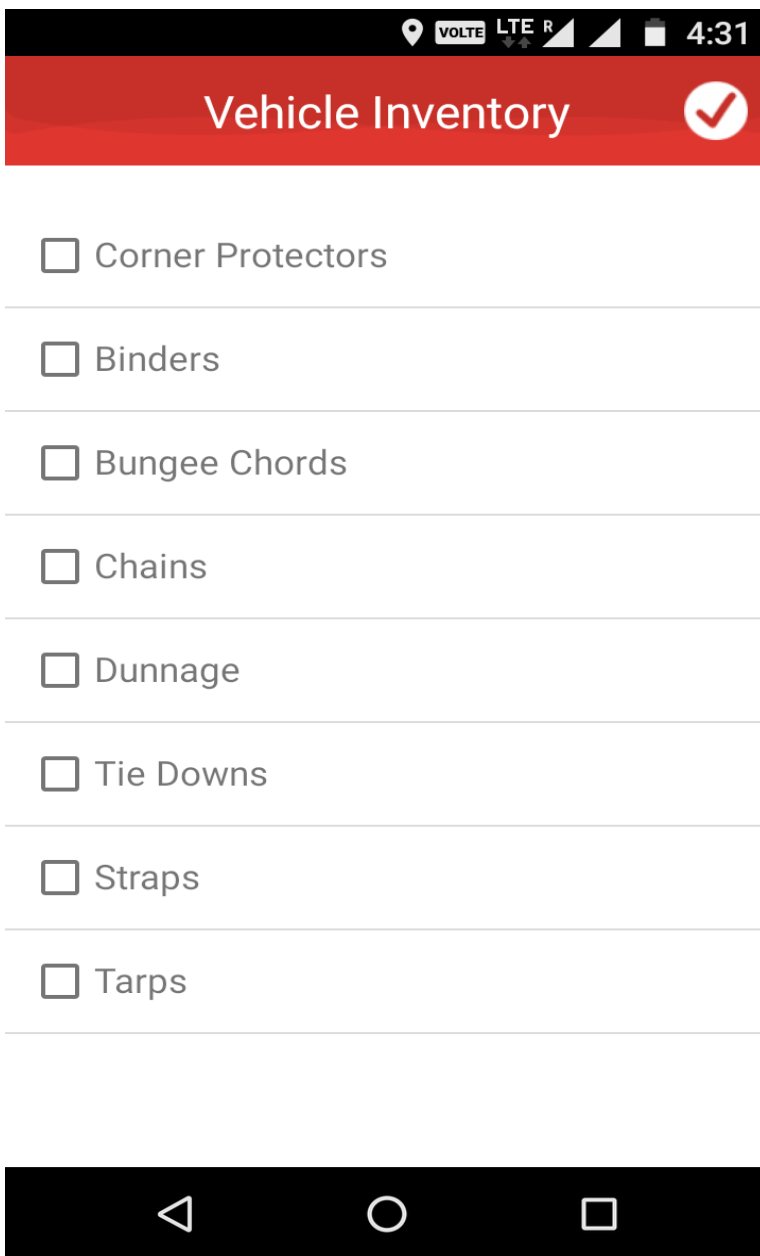 VOLTE LTE R 4:31
Vehicle Inventory
Corner Protectors
Binders
Bungee Chords
Chains
Dunnage
Tie Downs
Straps
Tarps